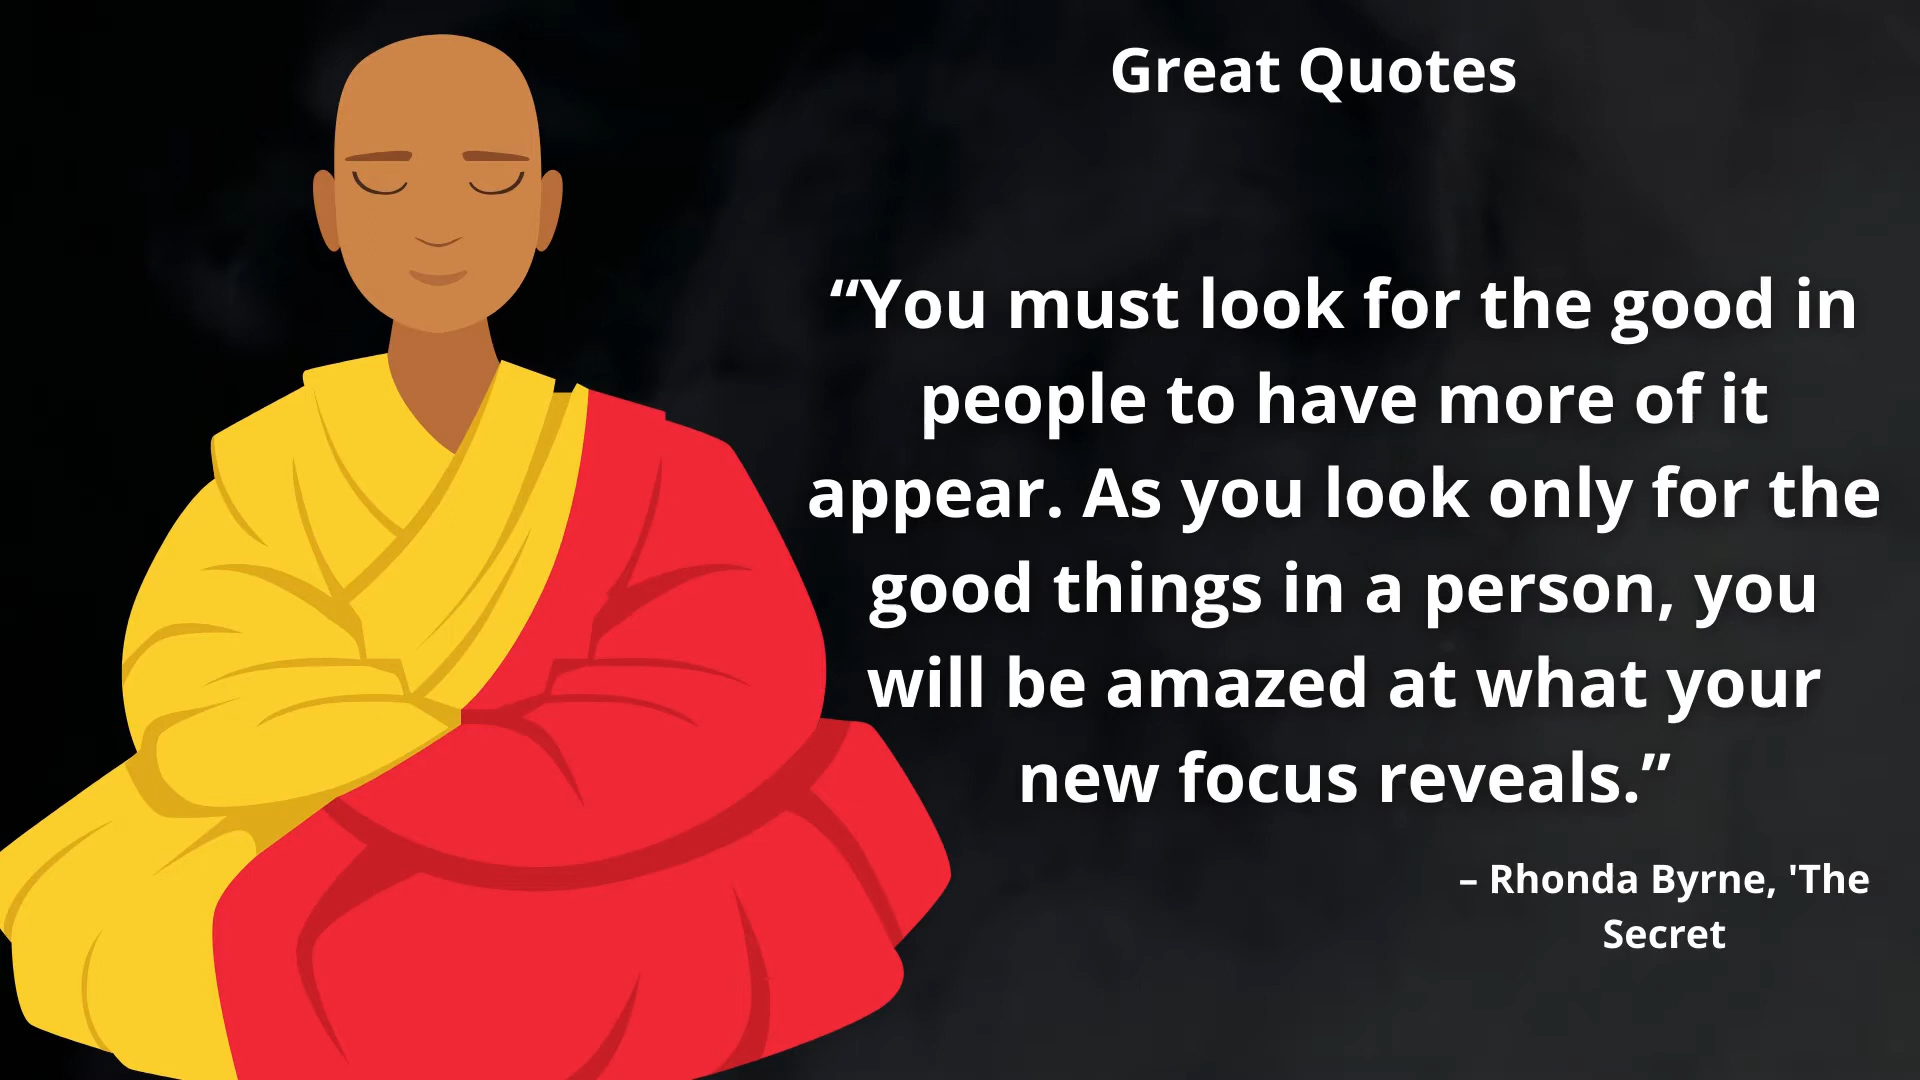 Great Quotes
“You must look for the good in
people to have more of it
appear. As you look only for the
good things in a person, you
will be amazed at what your
new focus reveals.”
– Rhonda Byrne, 'The
Secret